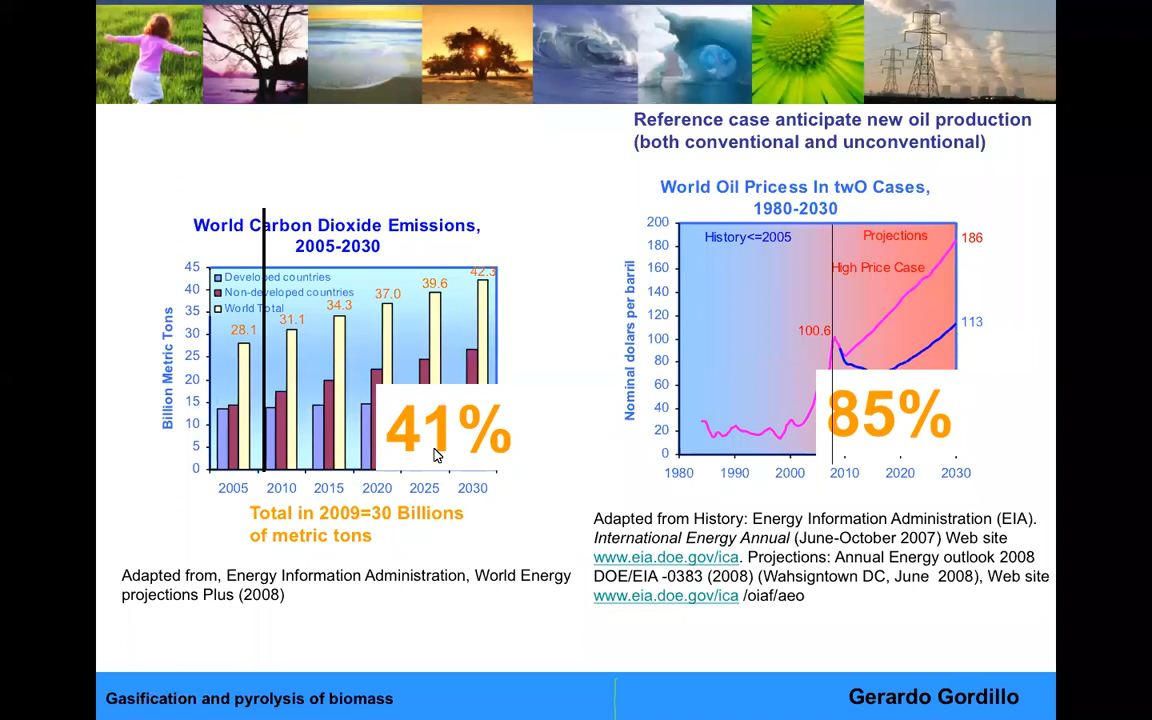 Reference case anticipate new oil production
(both conventional and unconventional)
World Carbon Dioxide Emissions,
2005-2030
Billion Metric Tons
45
40
35
30
25
20
15
10
5
0
Developed countries
Non-developed countries
World Total
28.1
31.1
34.3
37.0
39.6
42.3
41%
2005
2010
2015
2020
2025
2030
Total in 2009=30 Billions
of metric tons
Adapted from, Energy Information Administration, World Energy
projections Plus (2008)
World Oil Pricess In twO Cases,
1980-2030
Nominal dolars per barril
200
180
160
140
120
100
80
60
40
20
0
History<=2005
Projections
High Price Case
186
113
100.6
85%
1980
1990
2000
2010
2020
2030
Adapted from History: Energy Information Administration (EIA).
International Energy Annual (June-October 2007) Web site
www.eia.doe.gov/ica. Projections: Annual Energy outlook 2008
DOE/EIA -0383 (2008) (Wahsigntown DC, June 2008), Web site
www.eia.doe.gov/ica /oiaf/aeo
Gasification and pyrolysis of biomass
Gerardo Gordillo